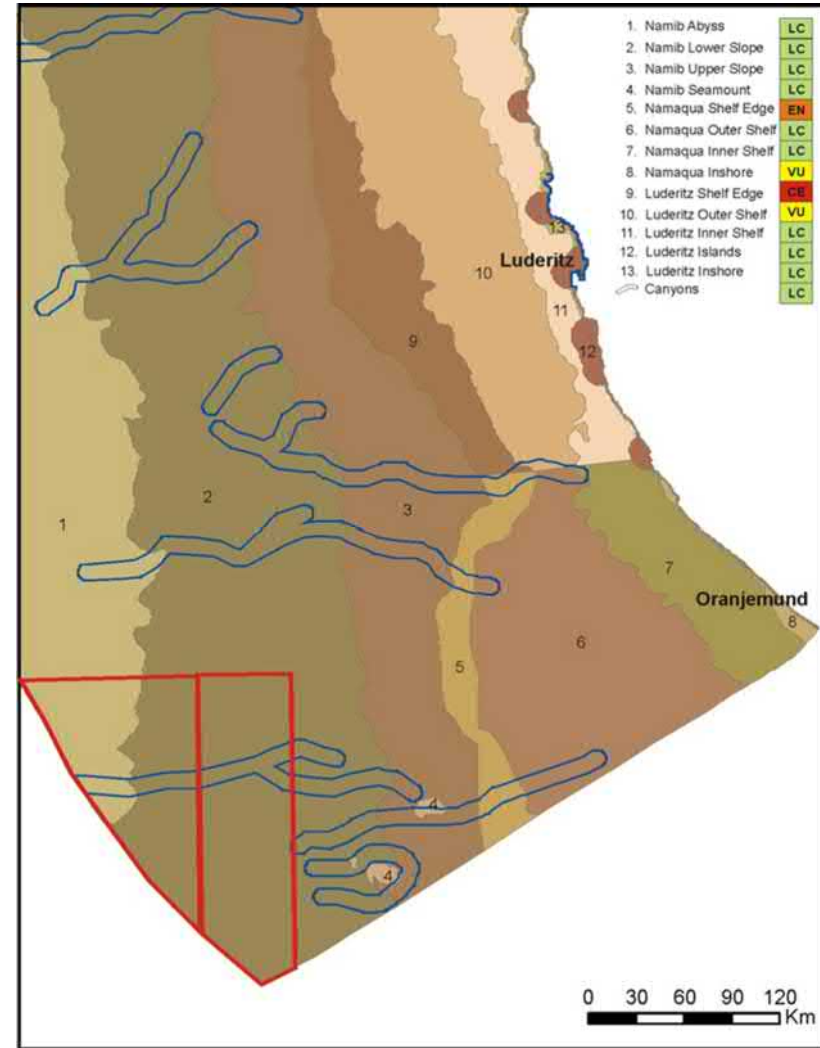 1. Namib Abyss LC
2. Namib Lower Slope LC
3. Namib Upper Slope LC
4. Namib Seamount LC
5. Namaqua Shelf Edge EN
6. Namaqua Outer Shelf LC
7. Namaqua Inner Shelf LC
8. Namaqua Inshore VU
9. Luderitz Shelf Edge CE
10. Luderitz Outer Shelf VU
11. Luderitz Inner Shelf LC
12. Luderitz Islands LC
13. Luderitz Inshore LC
Canyons LC
13
Luderitz
10
11
9
12
2
3
1
7
Oranjemund
8
6
5
4
4
0 30 60 90 120
Km